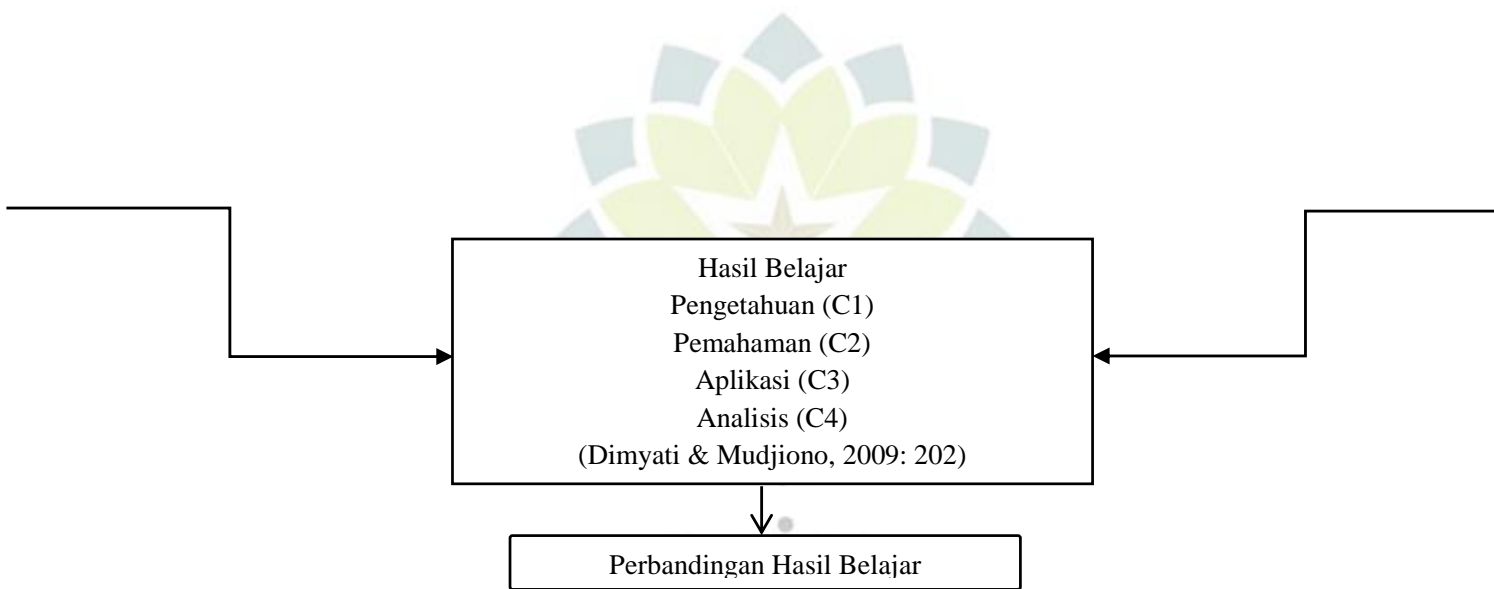 Hasil Belajar
Pengetahuan (C1)
Pemahaman (C2)
Aplikasi (C3)
Analisis (C4)
(Dimyati & Mudjiono, 2009: 202)
Perbandingan Hasil Belajar